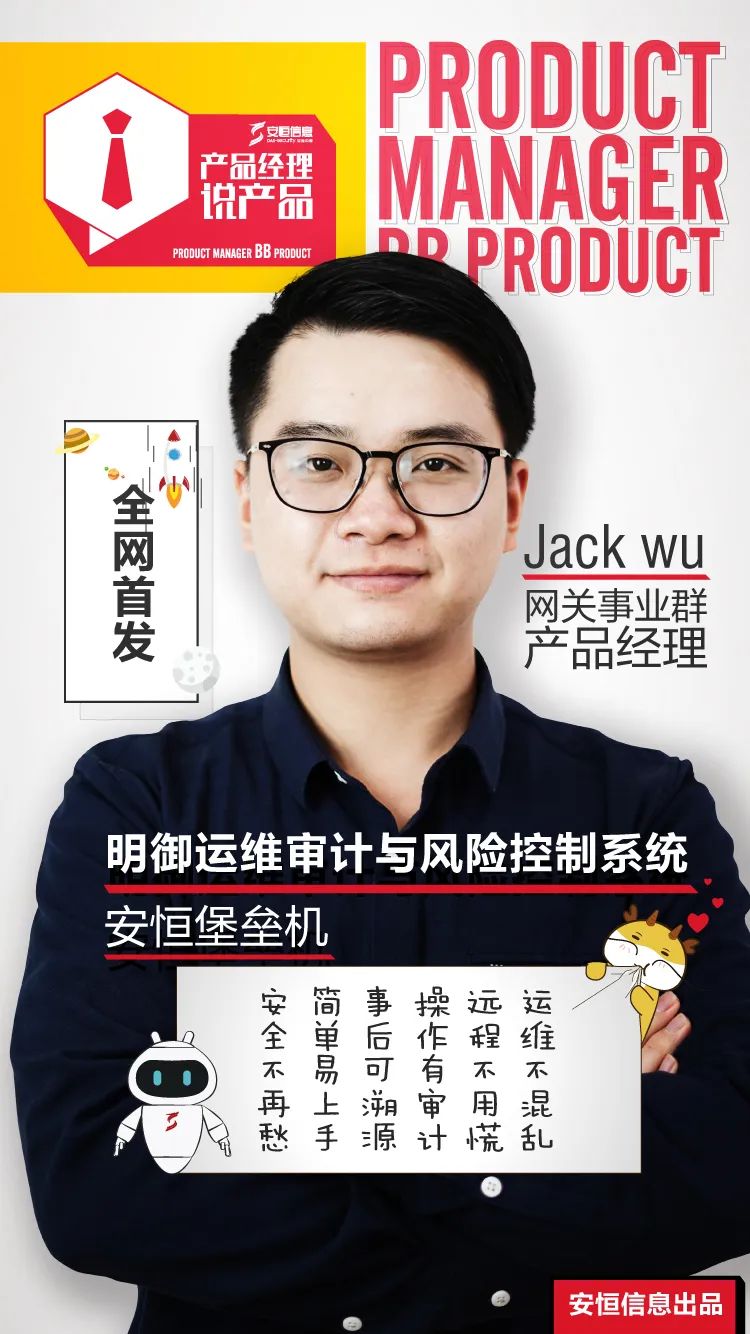 安恒信息
DAS-security
产品经理
说产品
PRODUCT MANAGER BB PRODUCT
PRODUCT
MANAGER
BB PRODUCT
全网首发
Jack wu
网关事业群
产品经理
明御运维审计与风险控制系统
安恒堡垒机
运维不混乱
远程不用慌
操作有审计
事后可溯源
简单易上手
安全不再愁
安恒信息出品